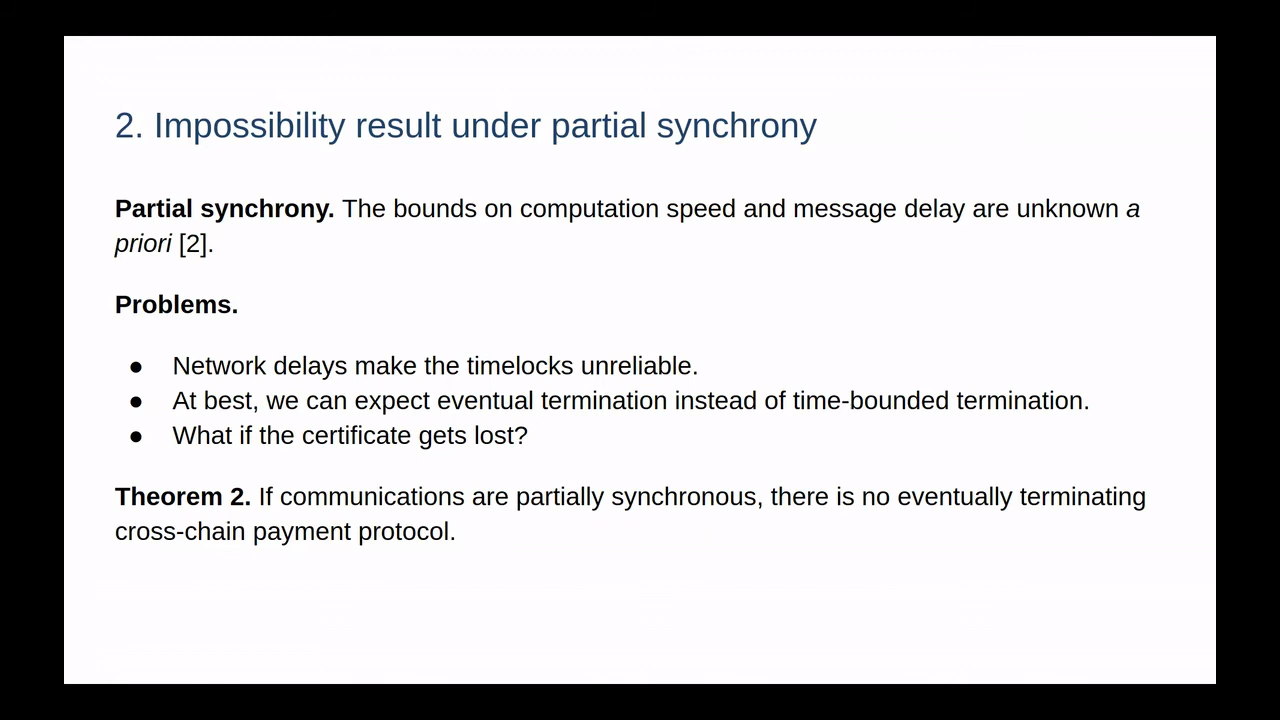 2. Impossibility result under partial synchrony
Partial synchrony. The bounds on computation speed and message delay are unknown a
priori [2].
Problems.
● Network delays make the timelocks unreliable.
● At best, we can expect eventual termination instead of time-bounded termination.
● What if the certificate gets lost?
Theorem 2. If communications are partially synchronous, there is no eventually terminating
cross-chain payment protocol.